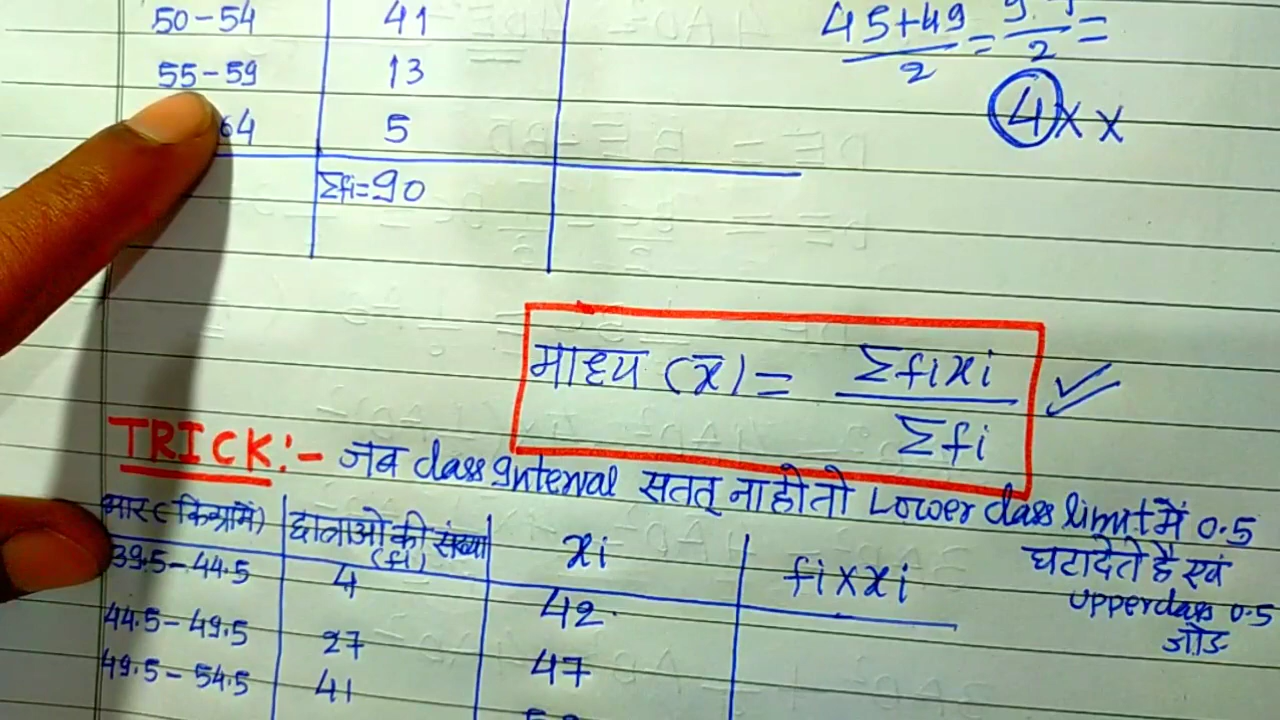 50-54 41
55-59 13
64 5
Σfi=90
45+49/2 = /2 =
4xx
माध्य (x̄) = Σfixi/Σfi
TRICK:- जब class Interval सतत् ना हो तो Lower class limit में 0.5
घटा देते है एवं
upper class 0.5
जोड़
भार (किग्रा में) छात्राओं की संख्या (fi) xi fi×xi
39.5-44.5 4 42
44.5-49.5 27 47
49.5-54.5 41